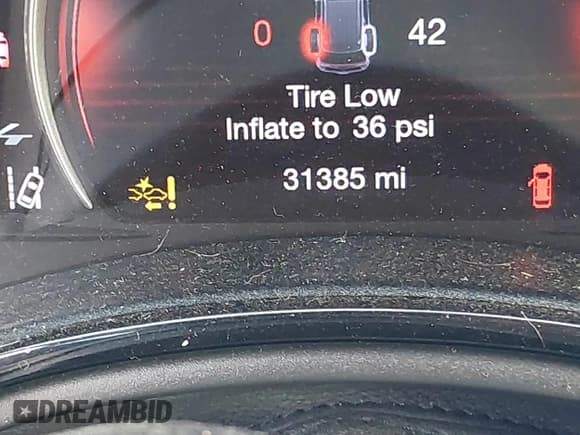 0 42
Tire Low
Inflate to 36 psi
31385 mi
DREAMBID